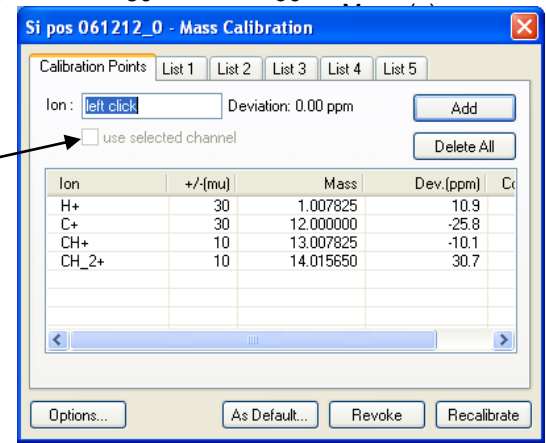 Si pos 061212_0 - Mass Calibration
Calibration Points List 1 List 2 List 3 List 4 List 5
Ion : left click Deviation: 0.00 ppm Add
use selected channel
Delete All
Ion +/-(mu) Mass Dev.(ppm)
H+ 30 1.007825 10.9
C+ 30 12.000000 -25.8
CH+ 10 13.007825 -10.1
CH_2+ 10 14.015650 30.7
Options... As Default... Revoke Recalibrate